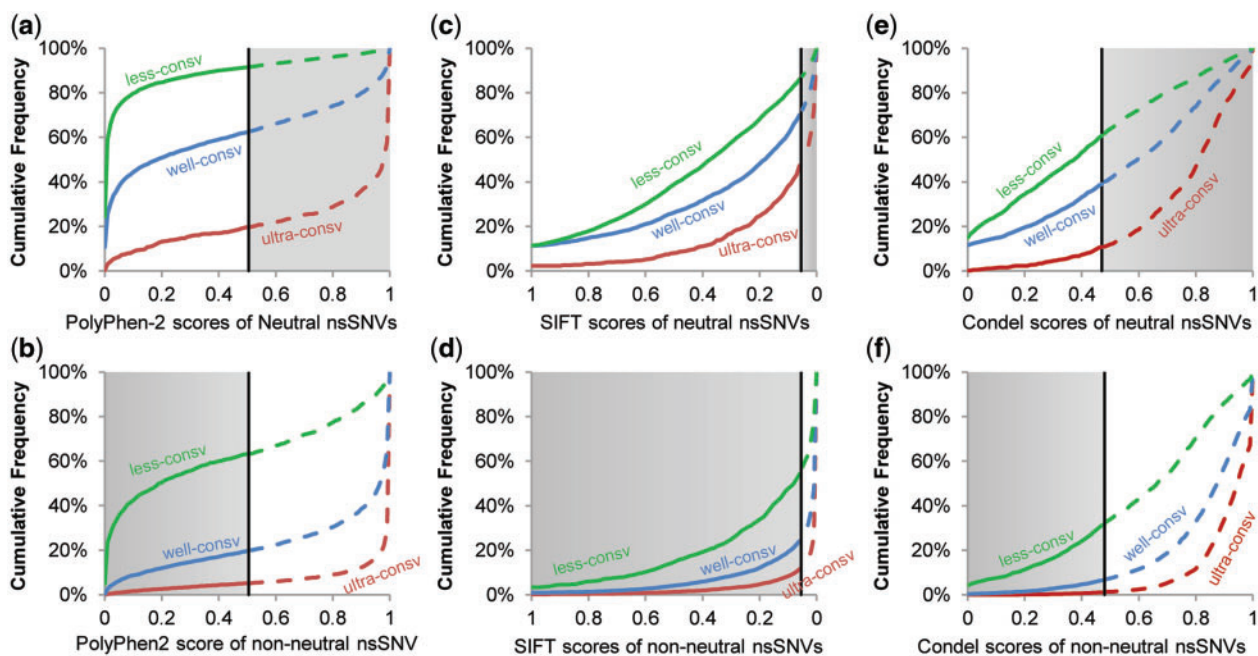 (a)
100%
80%
60%
40%
20%
0%
Cumulative Frequency
less-consv
well-consv
ultra-consv
0 0.2 0.4 0.6 0.8 1
PolyPhen-2 scores of Neutral nsSNVs
(c)
100%
80%
60%
40%
20%
0%
Cumulative Frequency
less-consv
well-consv
ultra-consv
1 0.8 0.6 0.4 0.2 0
SIFT scores of neutral nsSNVs
(e)
100%
80%
60%
40%
20%
0%
Cumulative Frequency
less-consv
well-consv
ultra-consv
0 0.2 0.4 0.6 0.8 1
Condel scores of neutral nsSNVs
(b)
100%
80%
60%
40%
20%
0%
Cumulative Frequency
less-consv
well-consv
ultra-consv
0 0.2 0.4 0.6 0.8 1
PolyPhen2 score of non-neutral nsSNV
(d)
100%
80%
60%
40%
20%
0%
Cumulative Frequency
less-consv
well-consv
ultra-consv
1 0.8 0.6 0.4 0.2 0
SIFT scores of non-neutral nsSNVs
(f)
100%
80%
60%
40%
20%
0%
Cumulative Frequency
less-consv
well-consv
ultra-consv
0 0.2 0.4 0.6 0.8 1
Condel scores of non-neutral nsSNVs